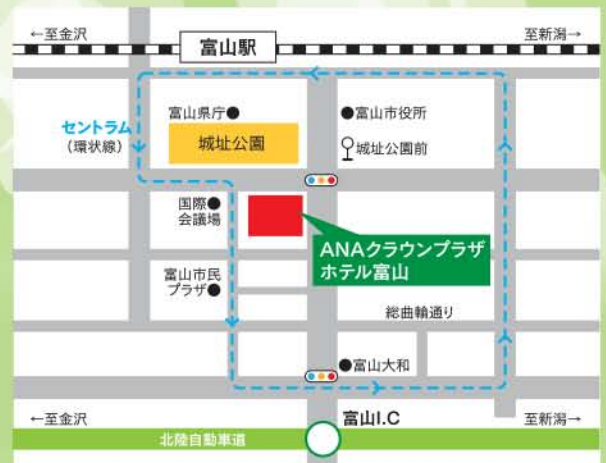 ←至金沢
富山駅
至新潟→
富山県庁●
●富山市役所
セントラム
（環状線）
城址公園
城址公園前
国際●
会議場
ANAクラウンプラザ
ホテル富山
富山市民
プラザ●
総曲輪通り
●富山大和
←至金沢
富山I.C
至新潟→
北陸自動車道